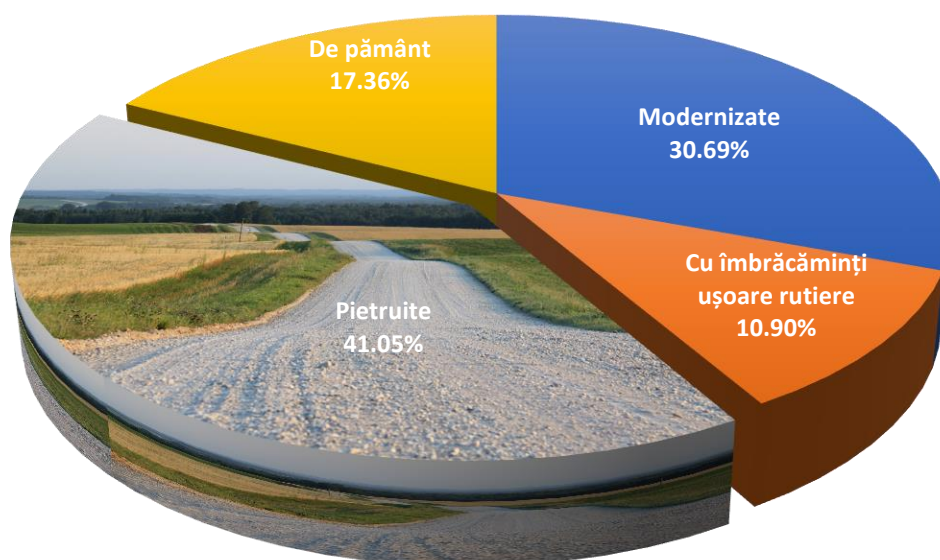 De pământ
17.36%
Modernizate
30.69%
Cu îmbrăcăminți
ușoare rutiere
10.90%
Pietruite
41.05%